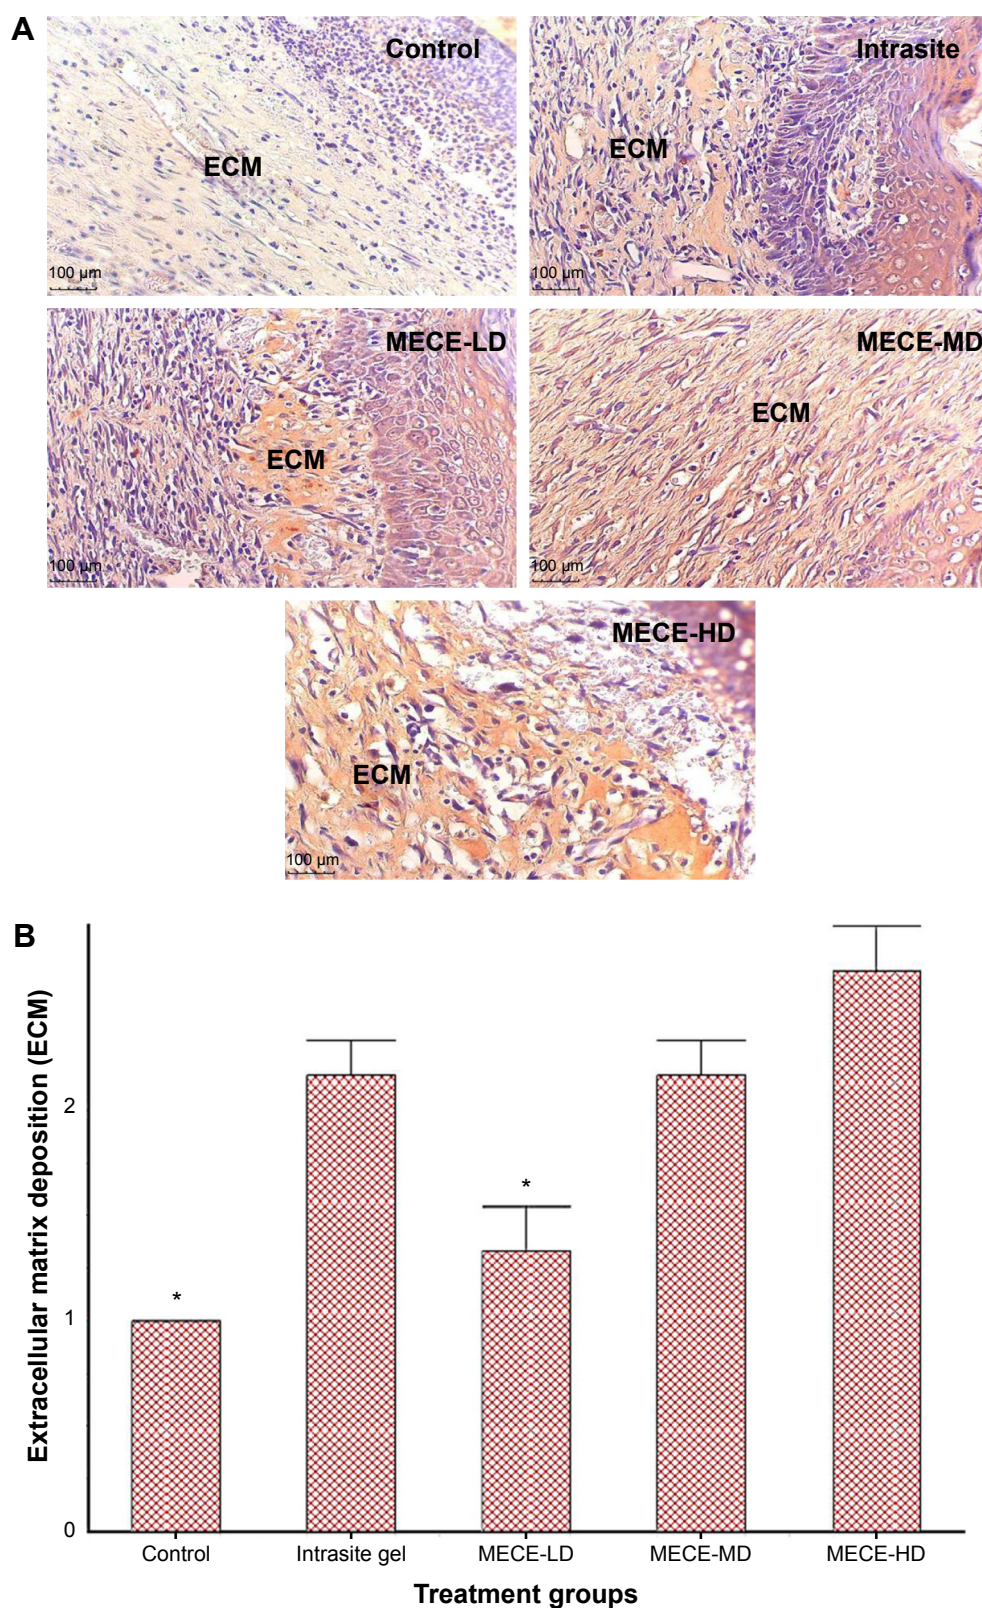 A
Control
ECM
100 µm
Intrasite
ECM
100 µm
MECE-LD
ECM
100 µm
MECE-MD
ECM
100 µm
MECE-HD
ECM
100 µm
B
Extracellular matrix deposition (ECM)
2
1
0
*
*
Control
Intrasite gel
MECE-LD
MECE-MD
MECE-HD
Treatment groups